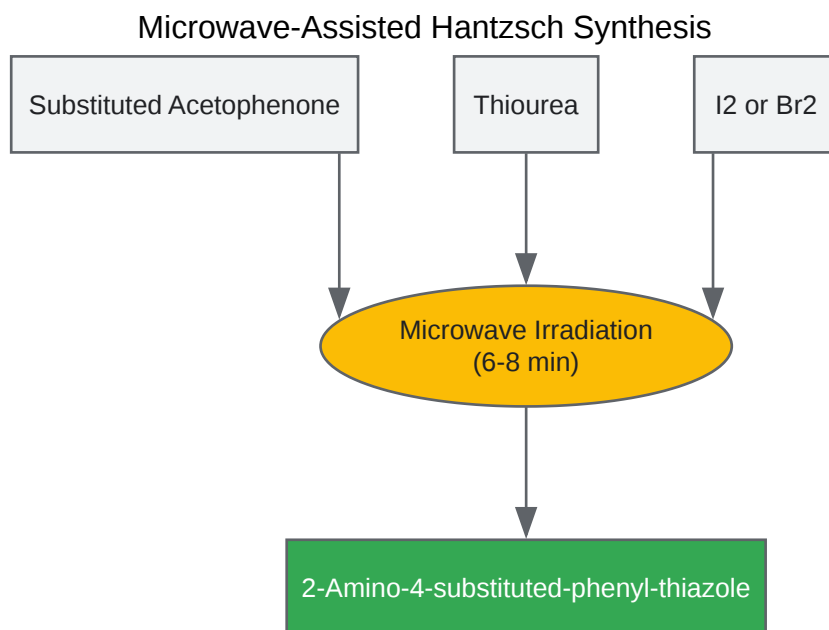 Microwave-Assisted Hantzsch Synthesis
Substituted Acetophenone
Thiourea
I2 or Br2
Microwave Irradiation
(6-8 min)
2-Amino-4-substituted-phenyl-thiazole